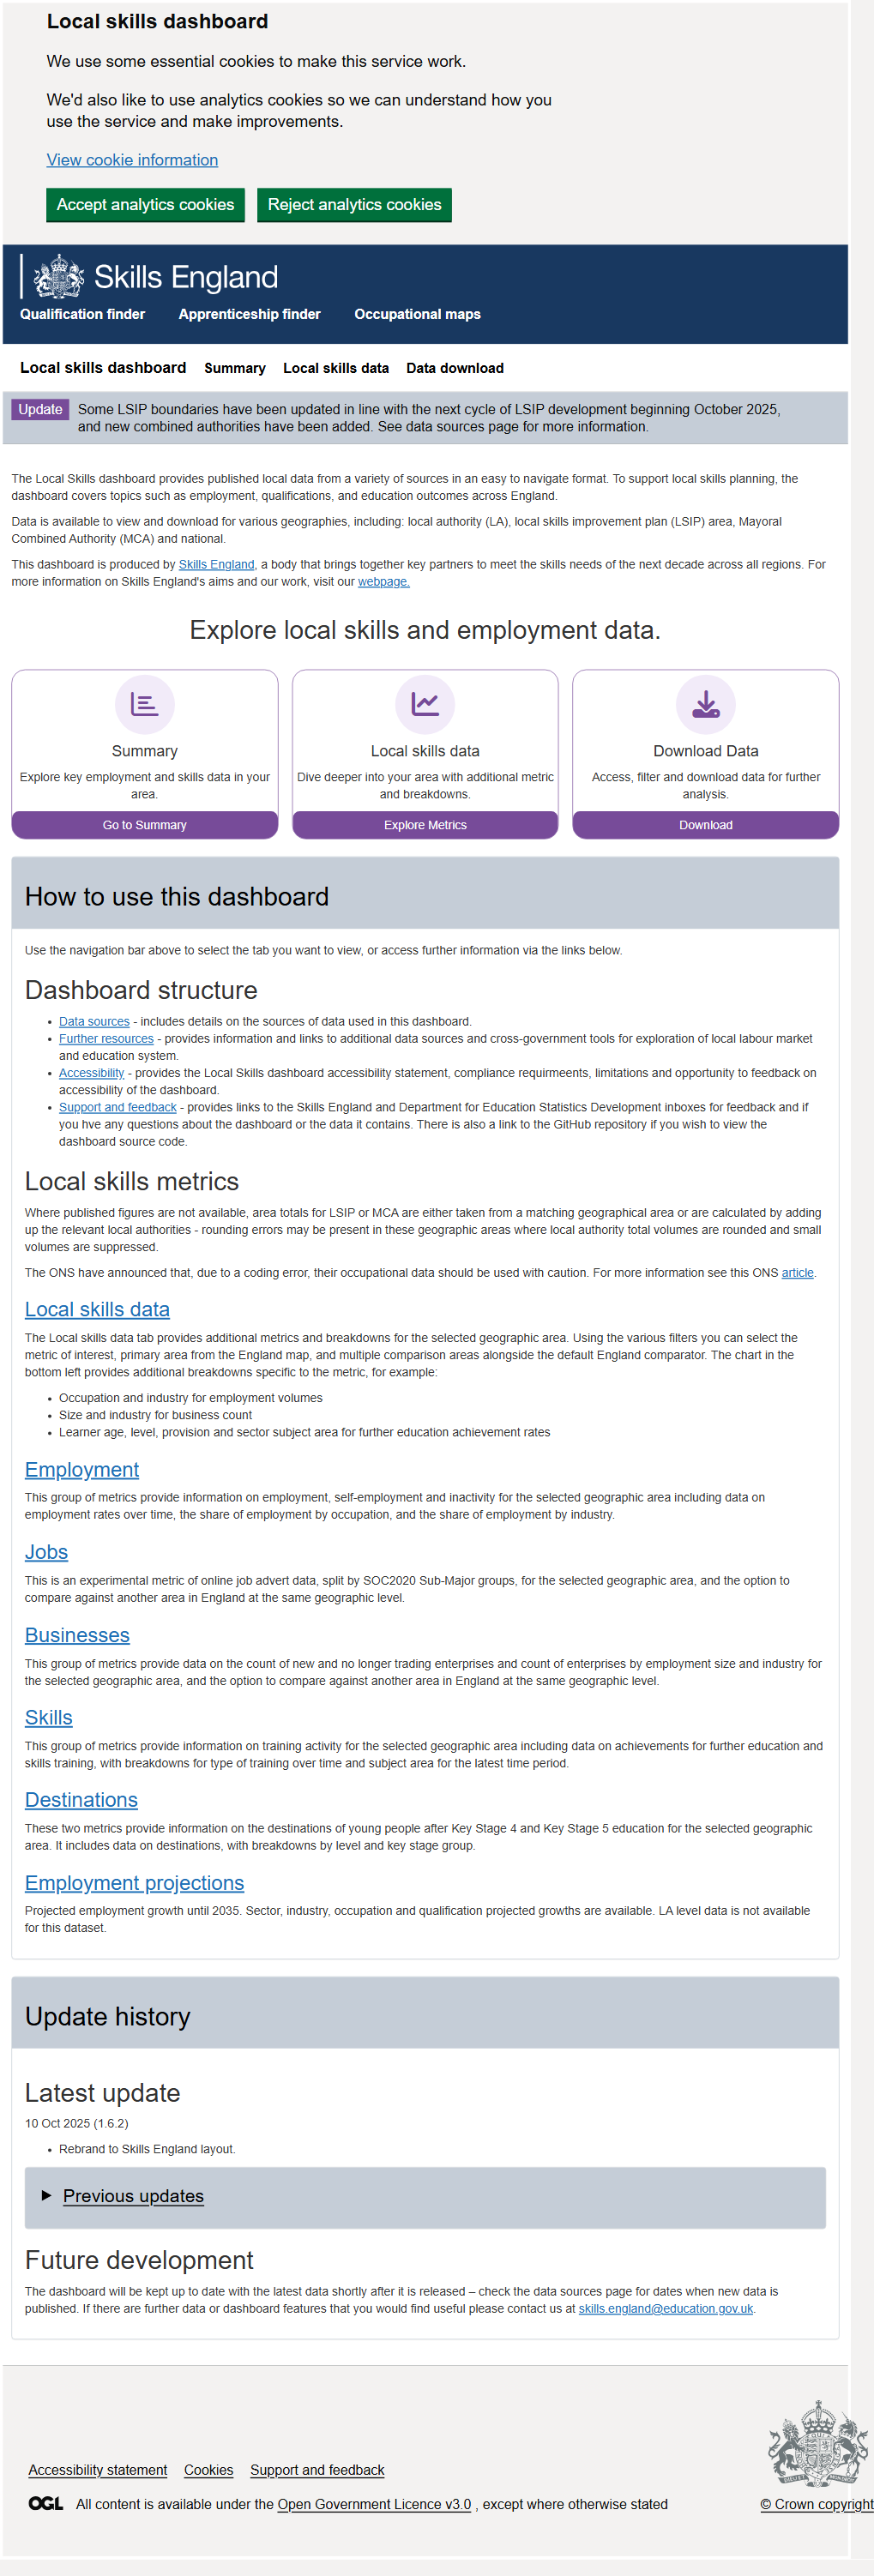 Local skills dashboard
We use some essential cookies to make this service work.
We'd also like to use analytics cookies so we can understand how you
use the service and make improvements.
View cookie information
Accept analytics cookies Reject analytics cookies
Skills England
Qualification finder Apprenticeship finder Occupational maps
Local skills dashboard Summary Local skills data Data download
Update Some LSIP boundaries have been updated in line with the next cycle of LSIP development beginning October 2025,
and new combined authorities have been added. See data sources page for more information.
The Local Skills dashboard provides published local data from a variety of sources in an easy to navigate format. To support local skills planning, the
dashboard covers topics such as employment, qualifications, and education outcomes across England.
Data is available to view and download for various geographies, including: local authority (LA), local skills improvement plan (LSIP) area, Mayoral
Combined Authority (MCA) and national.
This dashboard is produced by Skills England, a body that brings together key partners to meet the skills needs of the next decade across all regions. For
more information on Skills England's aims and our work, visit our webpage.
Explore local skills and employment data.
Summary
Explore key employment and skills data in your
area.
Go to Summary
Local skills data
Dive deeper into your area with additional metric
and breakdowns.
Explore Metrics
Download Data
Access, filter and download data for further
analysis.
Download
How to use this dashboard
Use the navigation bar above to select the tab you want to view, or access further information via the links below.
Dashboard structure
• Data sources - includes details on the sources of data used in this dashboard.
• Further resources - provides information and links to additional data sources and cross-government tools for exploration of local labour market
and education system.
• Accessibility - provides the Local Skills dashboard accessibility statement, compliance requirmeents, limitations and opportunity to feedback on
accessibility of the dashboard.
• Support and feedback - provides links to the Skills England and Department for Education Statistics Development inboxes for feedback and if
you hve any questions about the dashboard or the data it contains. There is also a link to the GitHub repository if you wish to view the
dashboard source code.
Local skills metrics
Where published figures are not available, area totals for LSIP or MCA are either taken from a matching geographical area or are calculated by adding
up the relevant local authorities - rounding errors may be present in these geographic areas where local authority total volumes are rounded and small
volumes are suppressed.
The ONS have announced that, due to a coding error, their occupational data should be used with caution. For more information see this ONS article.
Local skills data
The Local skills data tab provides additional metrics and breakdowns for the selected geographic area. Using the various filters you can select the
metric of interest, primary area from the England map, and multiple comparison areas alongside the default England comparator. The chart in the
bottom left provides additional breakdowns specific to the metric, for example:
• Occupation and industry for employment volumes
• Size and industry for business count
• Learner age, level, provision and sector subject area for further education achievement rates
Employment
This group of metrics provide information on employment, self-employment and inactivity for the selected geographic area including data on
employment rates over time, the share of employment by occupation, and the share of employment by industry.
Jobs
This is an experimental metric of online job advert data, split by SOC2020 Sub-Major groups, for the selected geographic area, and the option to
compare against another area in England at the same geographic level.
Businesses
This group of metrics provide data on the count of new and no longer trading enterprises and count of enterprises by employment size and industry for
the selected geographic area, and the option to compare against another area in England at the same geographic level.
Skills
This group of metrics provide information on training activity for the selected geographic area including data on achievements for further education and
skills training, with breakdowns for type of training over time and subject area for the latest time period.
Destinations
These two metrics provide information on the destinations of young people after Key Stage 4 and Key Stage 5 education for the selected geographic
area. It includes data on destinations, with breakdowns by level and key stage group.
Employment projections
Projected employment growth until 2035. Sector, industry, occupation and qualification projected growths are available. LA level data is not available
for this dataset.
Update history
Latest update
10 Oct 2025 (1.6.2)
• Rebrand to Skills England layout.
Previous updates
Future development
The dashboard will be kept up to date with the latest data shortly after it is released – check the data sources page for dates when new data is
published. If there are further data or dashboard features that you would find useful please contact us at skills.england@education.gov.uk.
Accessibility statement Cookies Support and feedback
OGL All content is available under the Open Government Licence v3.0 , except where otherwise stated
© Crown copyright